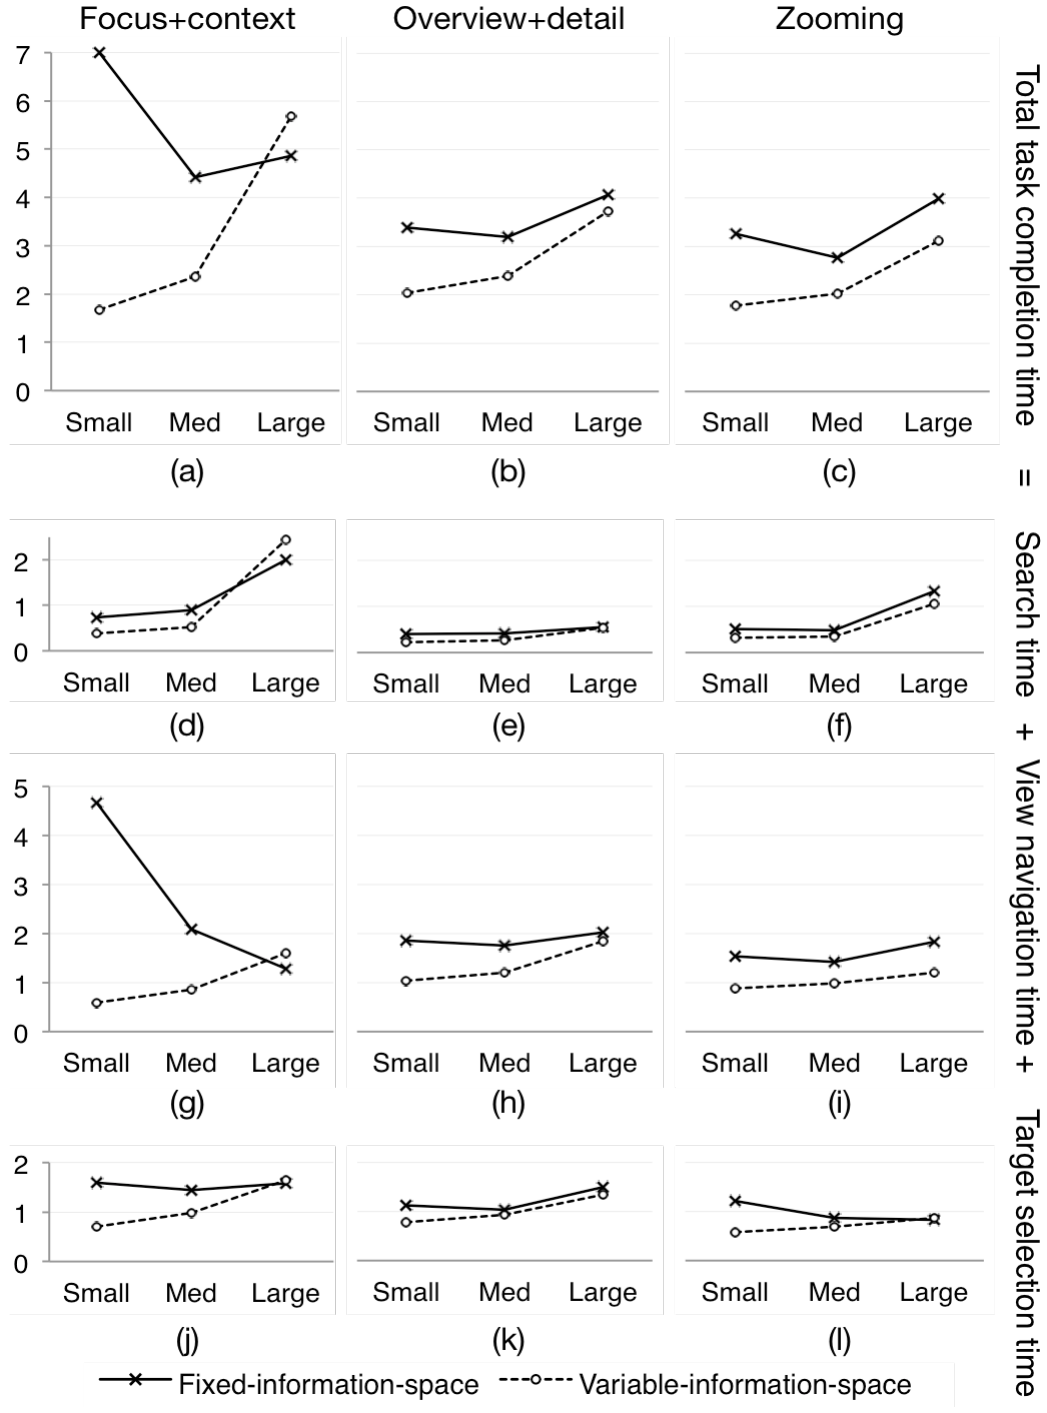 Focus+context Overview+detail Zooming
7
6
5
4
3
2
1
0
Small Med Large Small Med Large Small Med Large
(a) (b) (c)
2
1
0
Small Med Large Small Med Large Small Med Large
(d) (e) (f)
5
4
3
2
1
0
Small Med Large Small Med Large Small Med Large
(g) (h) (i)
2
1
0
Small Med Large Small Med Large Small Med Large
(j) (k) (l)
Fixed-information-space Variable-information-space
Total task completion time = Search time + View navigation time + Target selection time